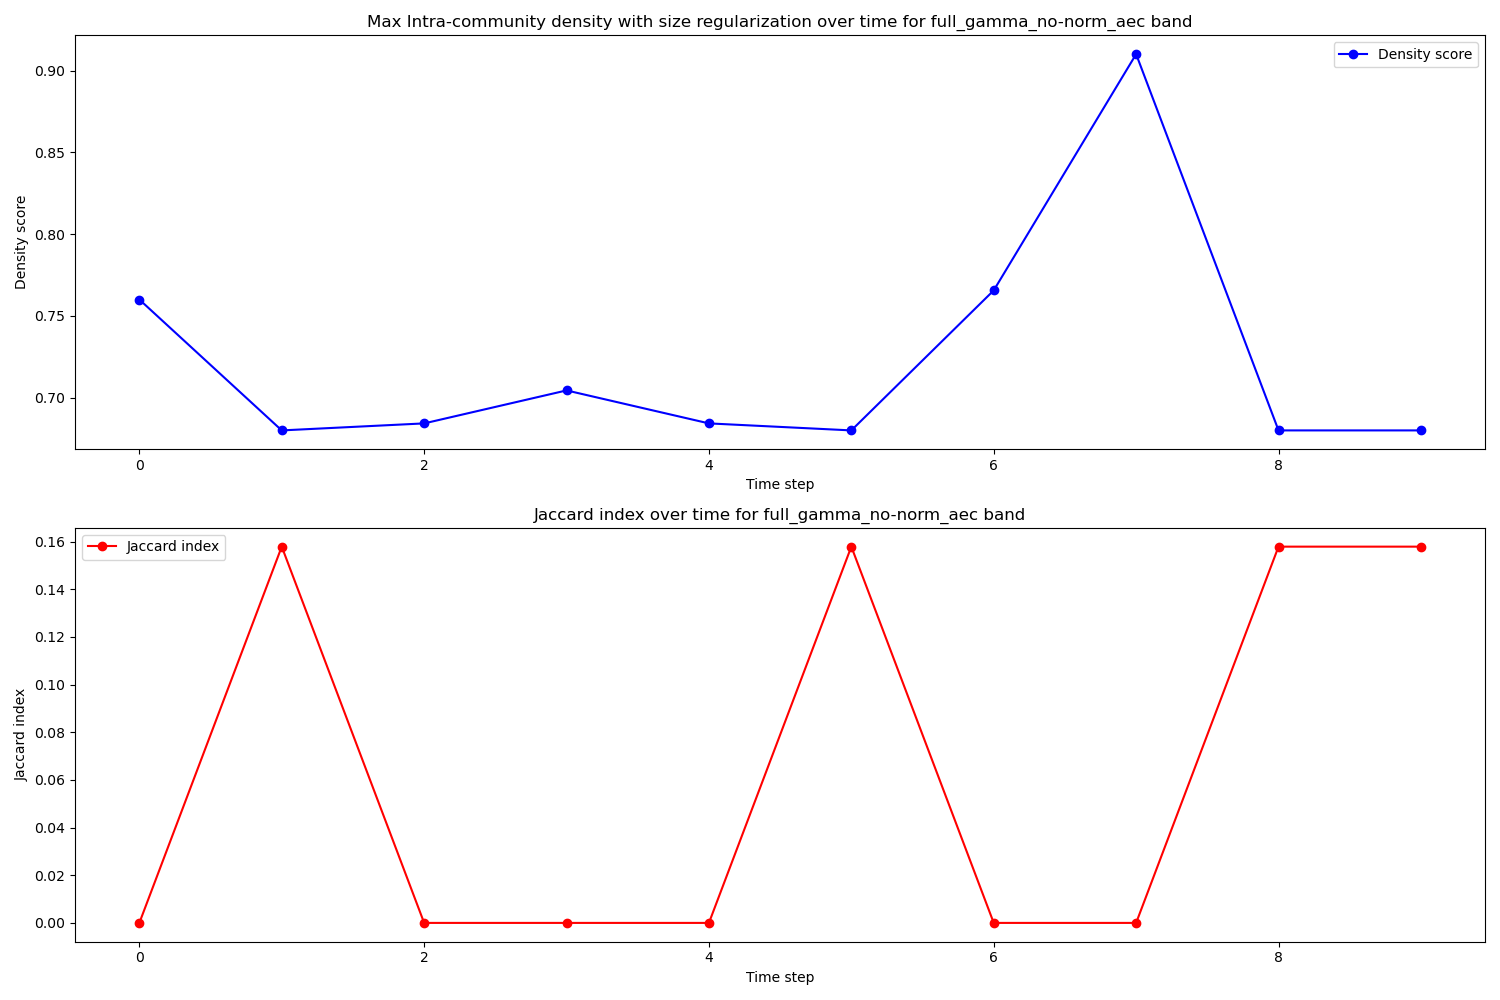 Max Intra-community density with size regularization over time for full_gamma_no-norm_aec band
Density score
0.90
0.85
0.80
0.75
0.70
Density score
0 2 4 6 8
Time step
Jaccard index over time for full_gamma_no-norm_aec band
Jaccard index
0.16
0.14
0.12
0.10
0.08
0.06
0.04
0.02
0.00
Jaccard index
0 2 4 6 8
Time step